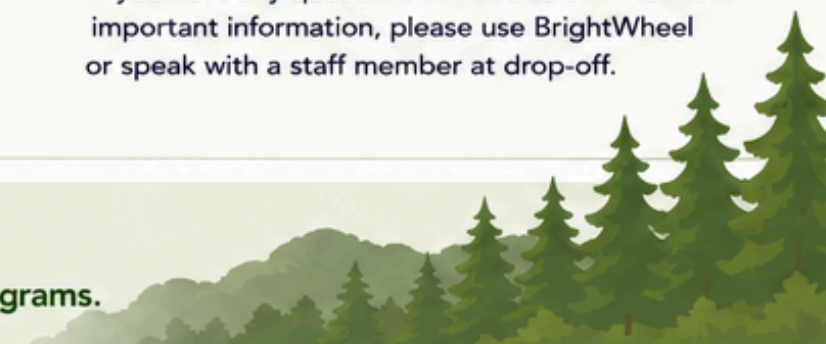 important information, please use BrightWheel
or speak with a staff member at drop-off.
grams.